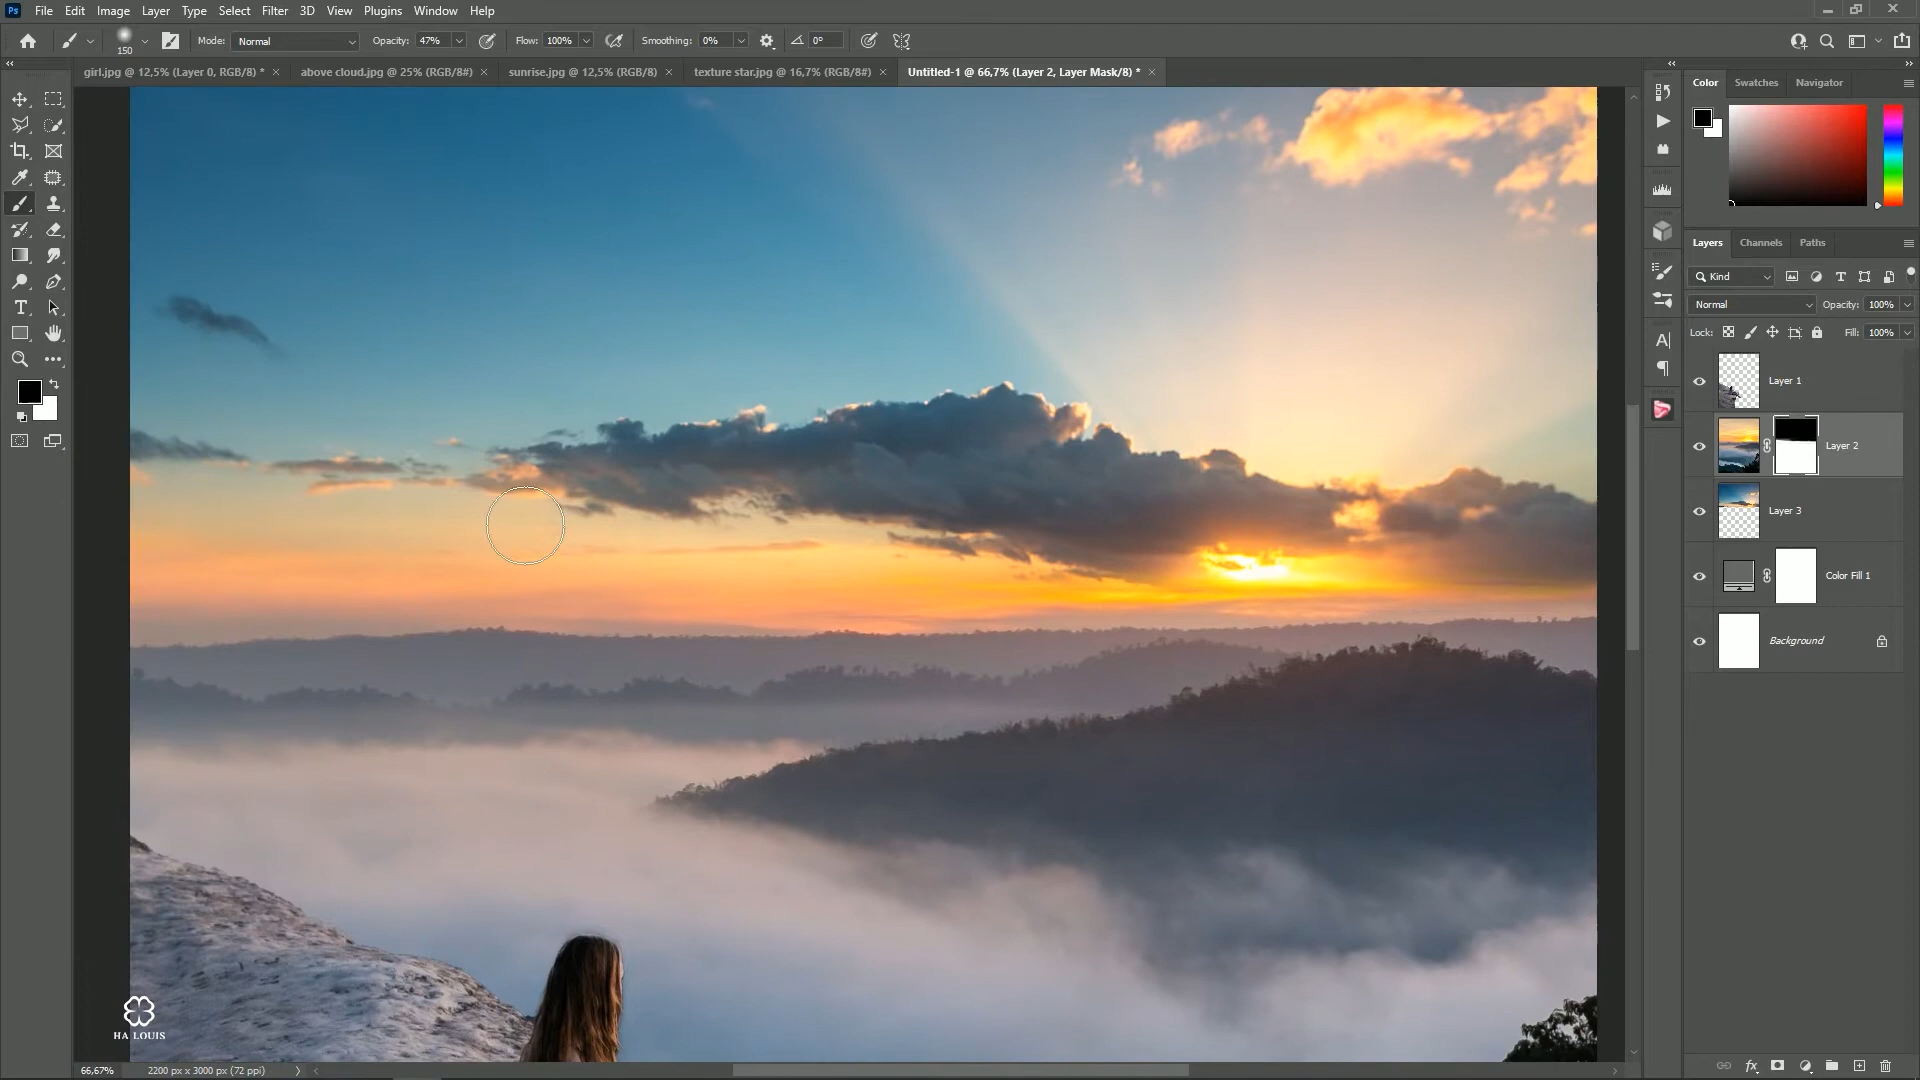 Ps File Edit Image Layer Type Select Filter 3D View Plugins Window Help
150 Mode: Normal Opacity: 47% Flow: 100% Smoothing: 0% 0°
girl.jpg @ 12,5% (Layer 0, RGB/8) * above cloud.jpg @ 25% (RGB/8#) sunrise.jpg @ 12,5% (RGB/8) texture star.jpg @ 16,7% (RGB/8#) Untitled-1 @ 66,7% (Layer 2, Layer Mask/8) *
Color Swatches Navigator
Layers Channels Paths
Kind
Normal Opacity: 100%
Lock: Fill: 100%
Layer 1
Layer 2
Layer 3
Color Fill 1
Background
HA LOUIS
66,67% 2200 px x 3000 px (72 ppi)